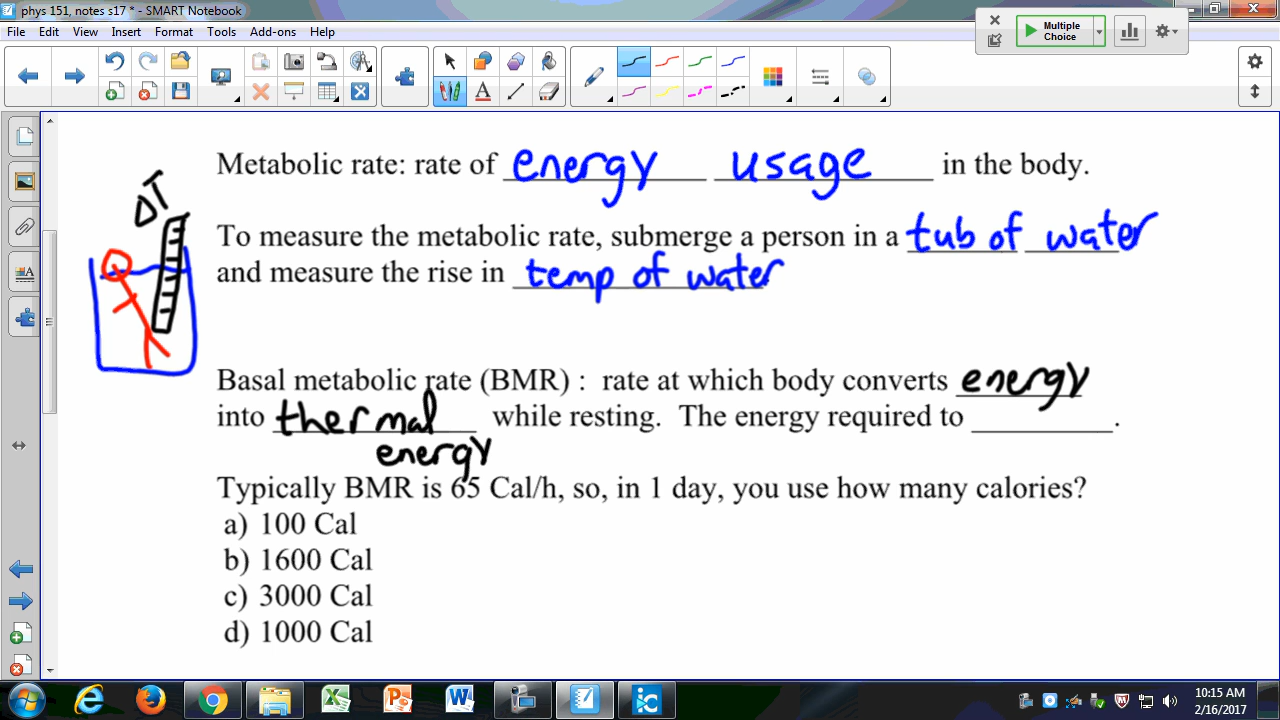 phys 151, notes s17 * - SMART Notebook
File Edit View Insert Format Tools Add-ons Help
Multiple
Choice
Metabolic rate: rate of energy usage in the body.
ΔT
To measure the metabolic rate, submerge a person in a tub of water
and measure the rise in temp of water
Basal metabolic rate (BMR) : rate at which body converts energy
into thermal while resting. The energy required to ________.
energy
Typically BMR is 65 Cal/h, so, in 1 day, you use how many calories?
a) 100 Cal
b) 1600 Cal
c) 3000 Cal
d) 1000 Cal
10:15 AM
2/16/2017